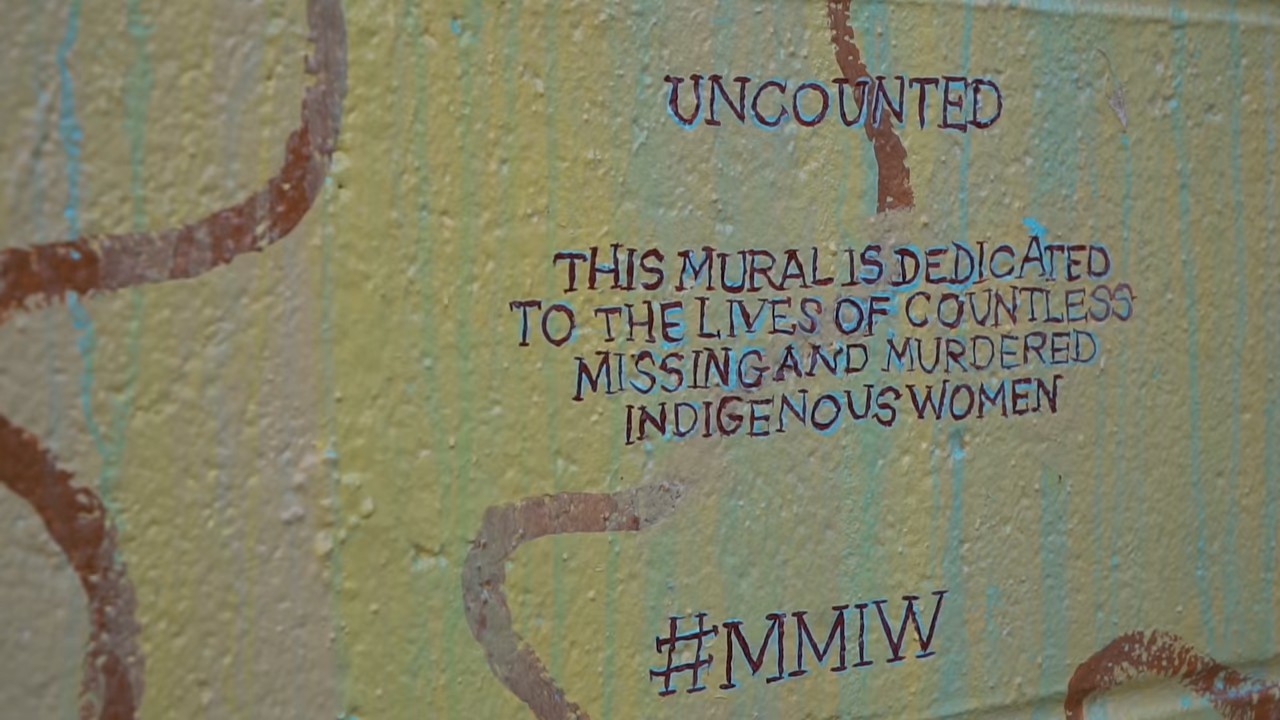 UNCOUNTED
THIS MURAL IS DEDICATED
TO THE LIVES OF COUNTLESS
MISSING AND MURDERED
INDIGENOUS WOMEN
#MMIW